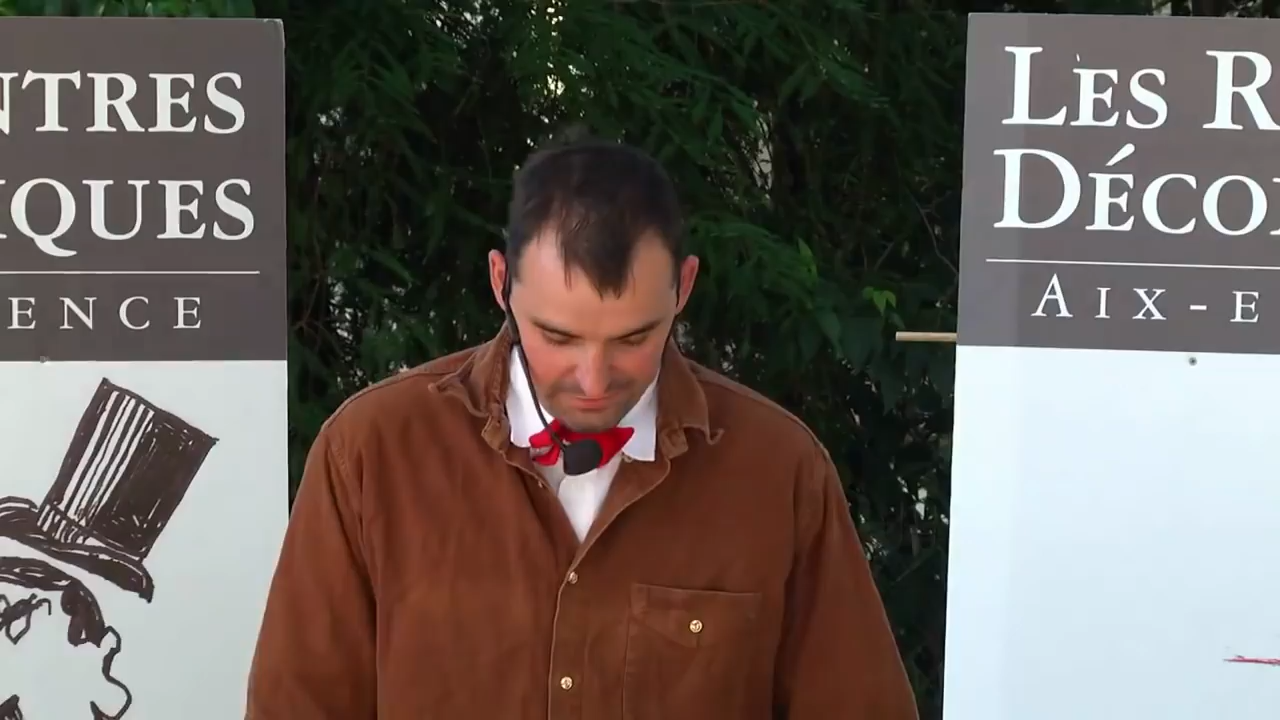 NTRES
IQUES
ENCE
LES R
DÉCO
AIX-E